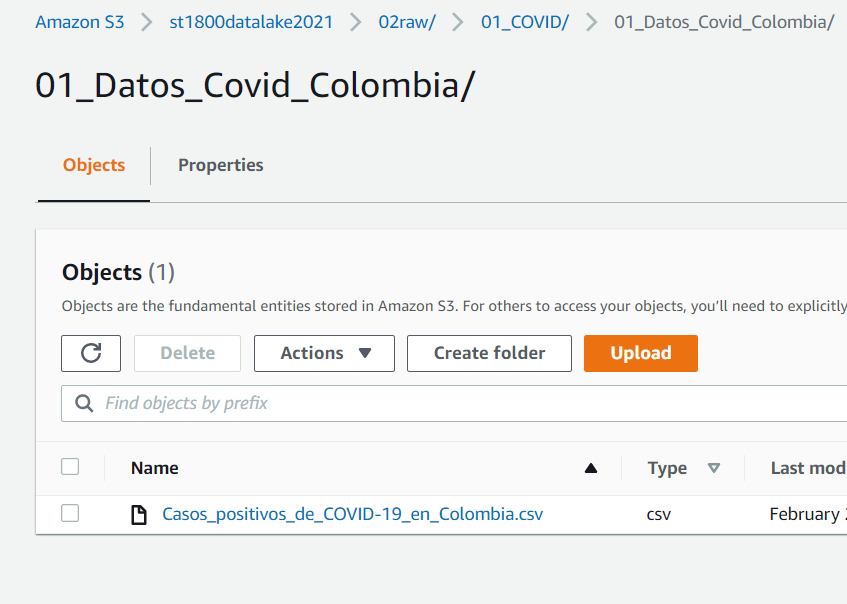 Amazon S3 > st1800datalake2021 > 02raw/ > 01_COVID/ > 01_Datos_Covid_Colombia/
01_Datos_Covid_Colombia/
Objects Properties
Objects (1)
Objects are the fundamental entities stored in Amazon S3. For others to access your objects, you'll need to explicitly
Delete Actions Create folder Upload
Find objects by prefix
Name Type Last mod
Casos_positivos_de_COVID-19_en_Colombia.csv csv February